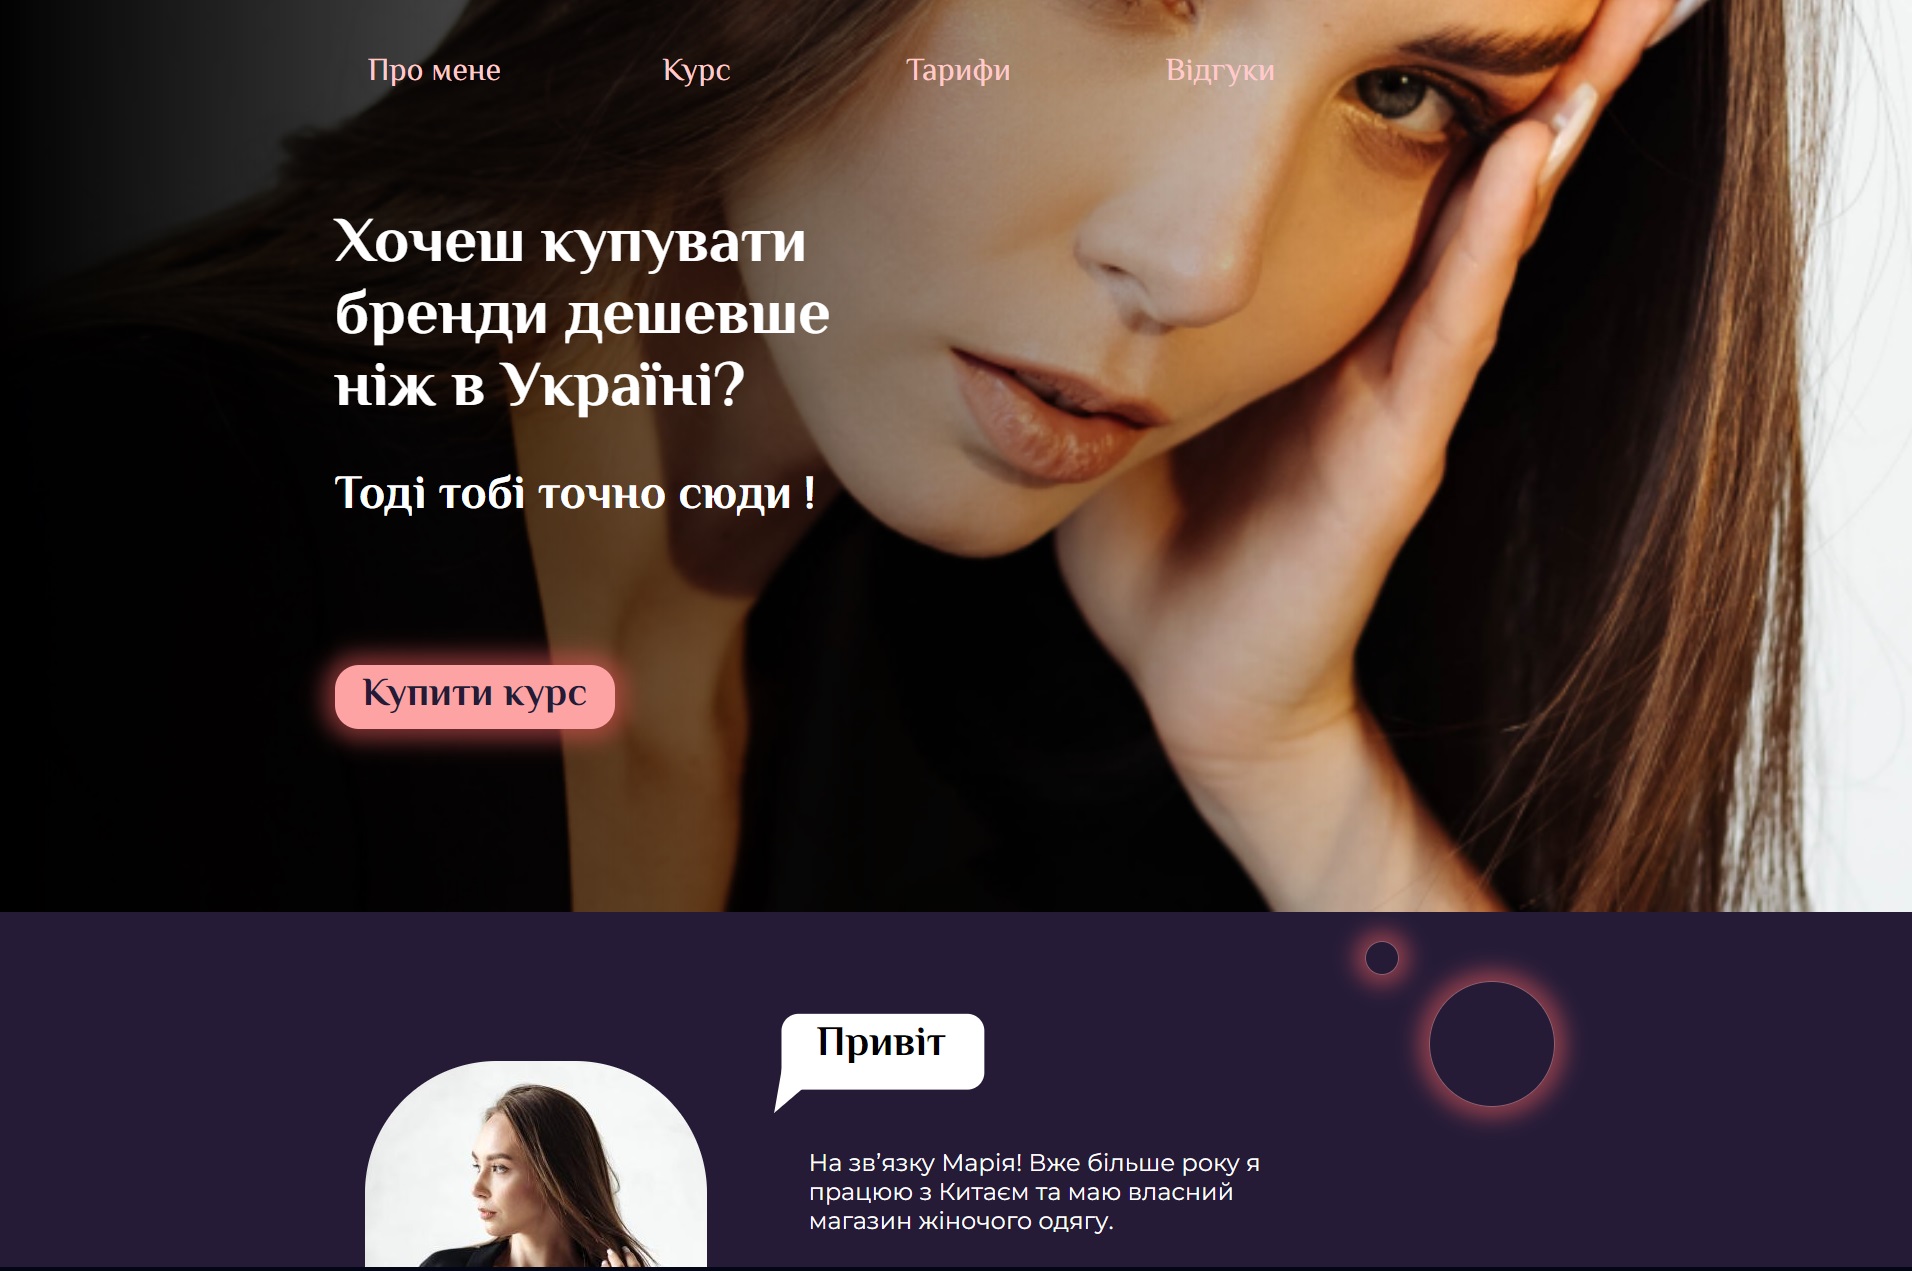 Про мене Курс Тарифи Відгуки
Хочеш купувати
бренди дешевше
ніж в Україні?
Тоді тобі точно сюди !
Купити курс
Привіт
На зв’язку Марія! Вже більше року я
працюю з Китаєм та маю власний
магазин жіночого одягу.